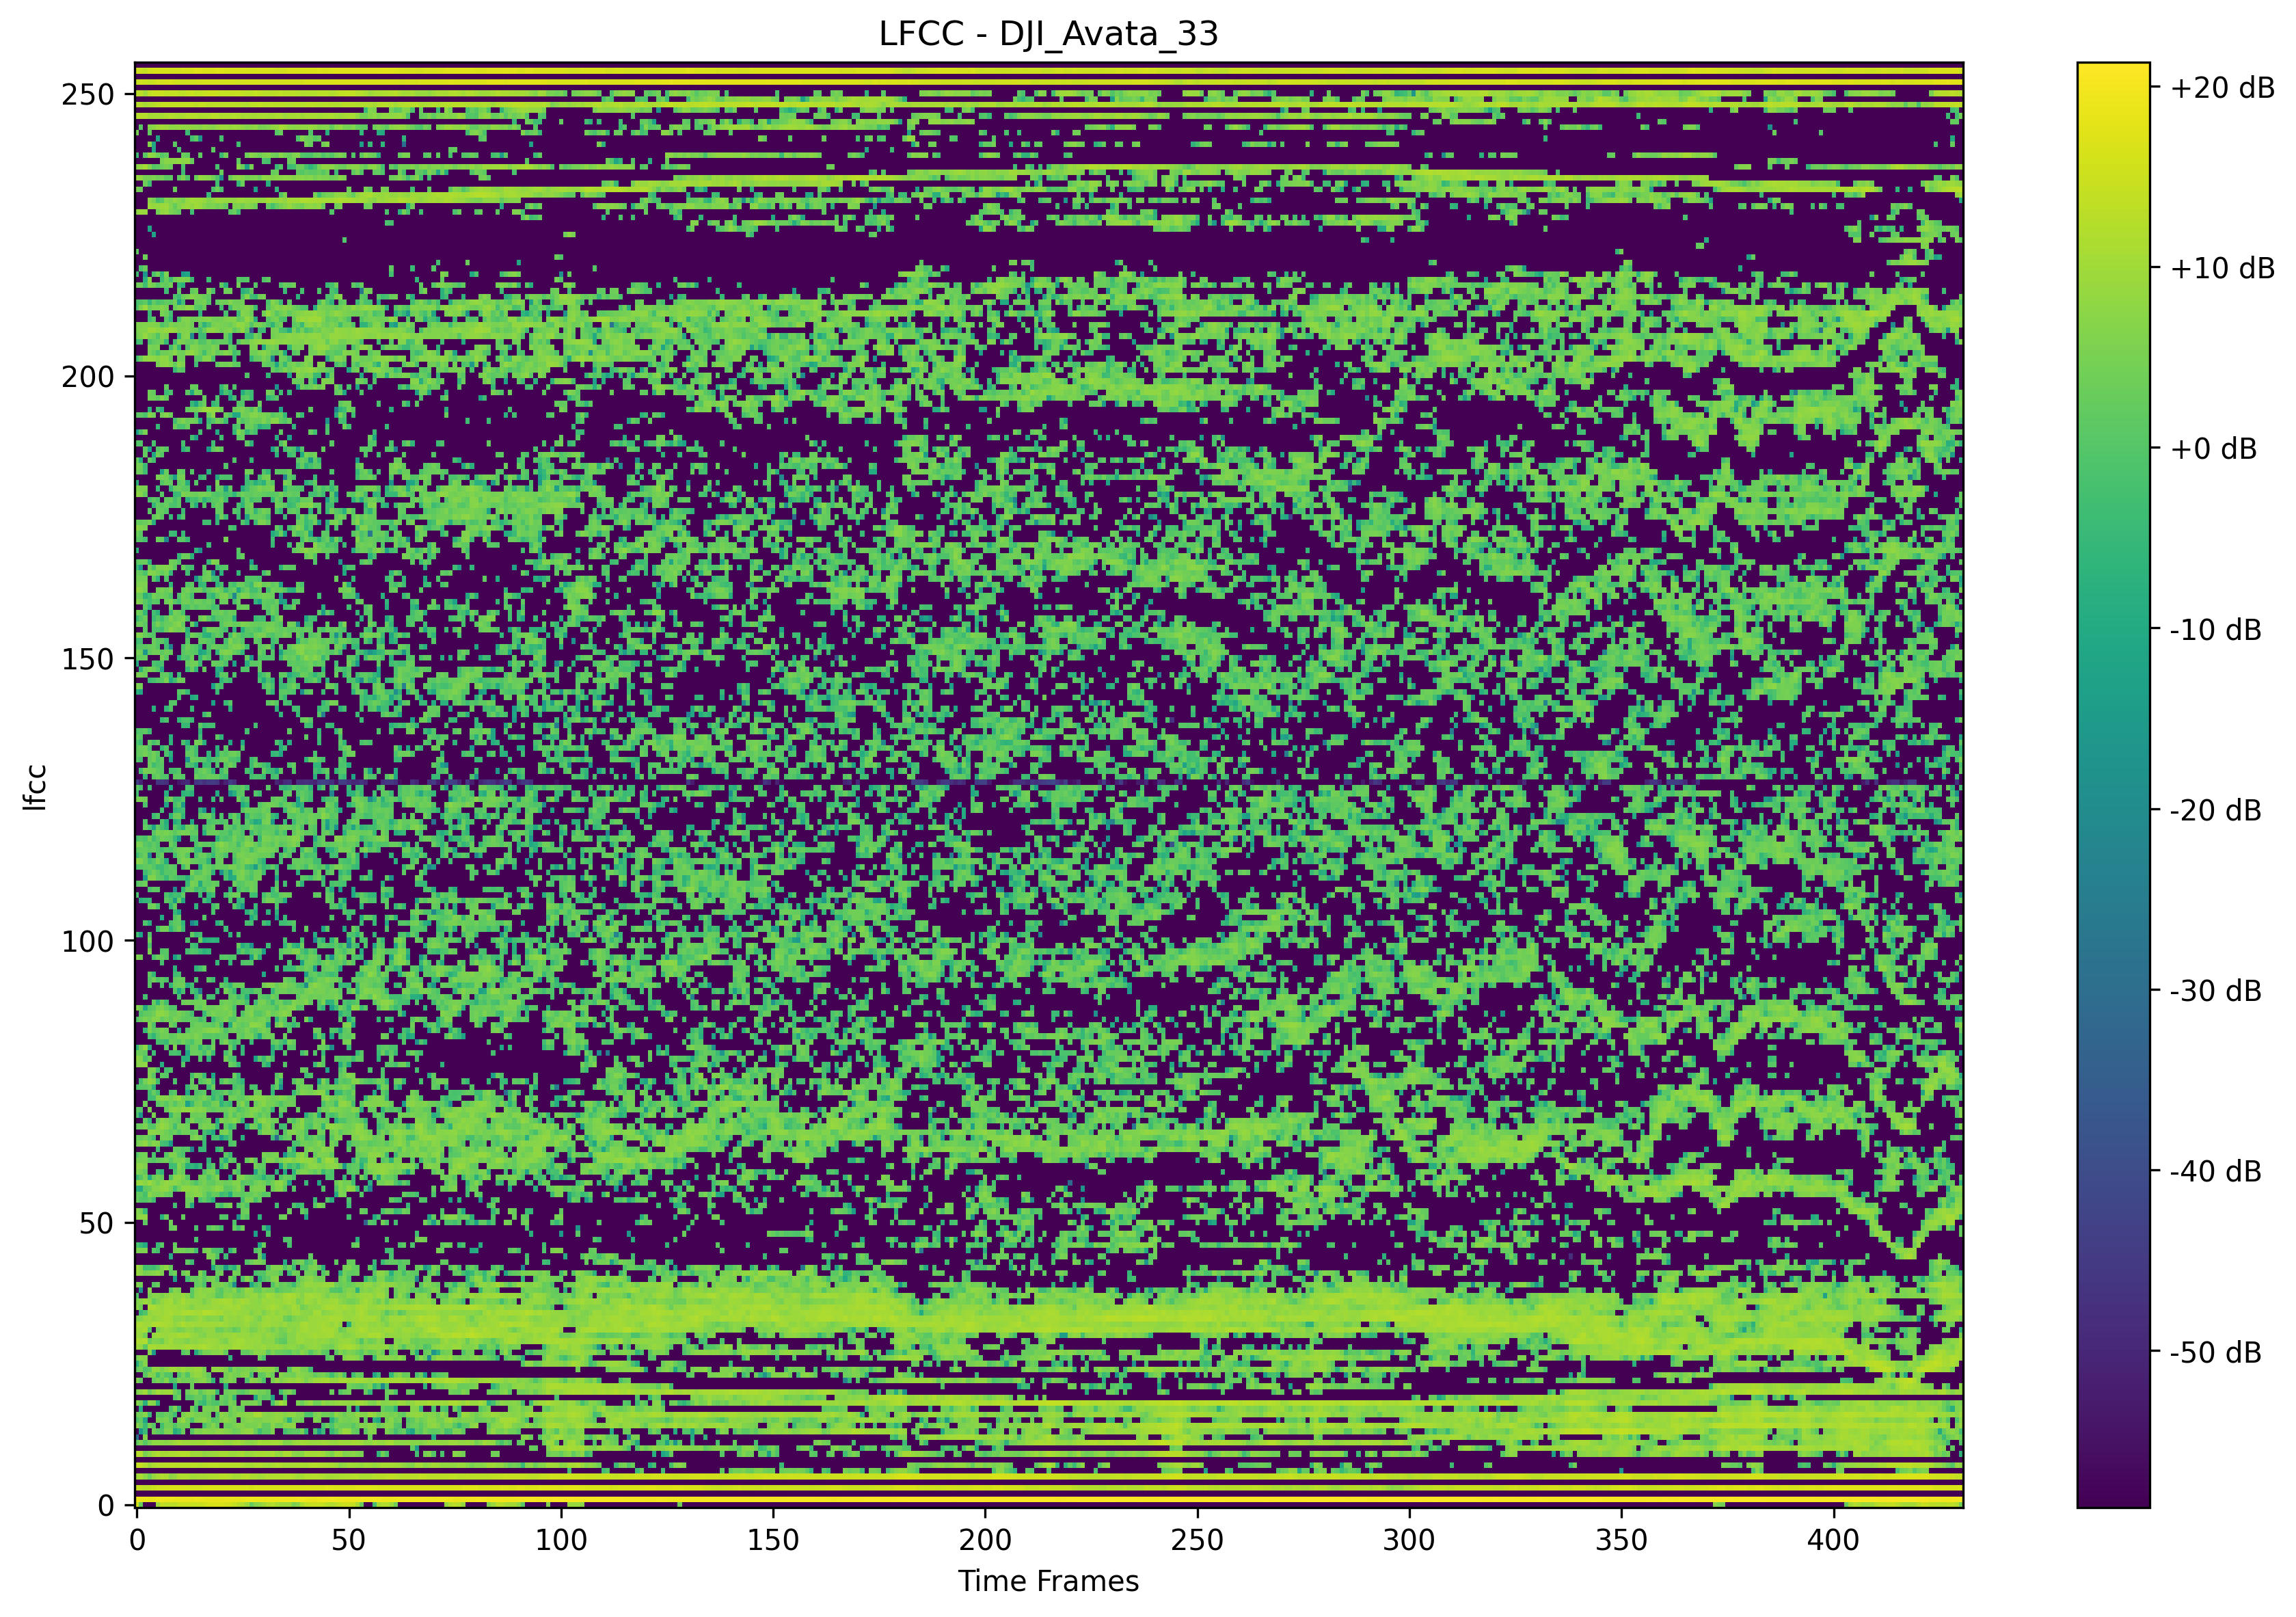 LFCC - DJI_Avata_33
250
200
150
100
50
0
lfcc
0 50 100 150 200 250 300 350 400
Time Frames
+20 dB
+10 dB
+0 dB
-10 dB
-20 dB
-30 dB
-40 dB
-50 dB